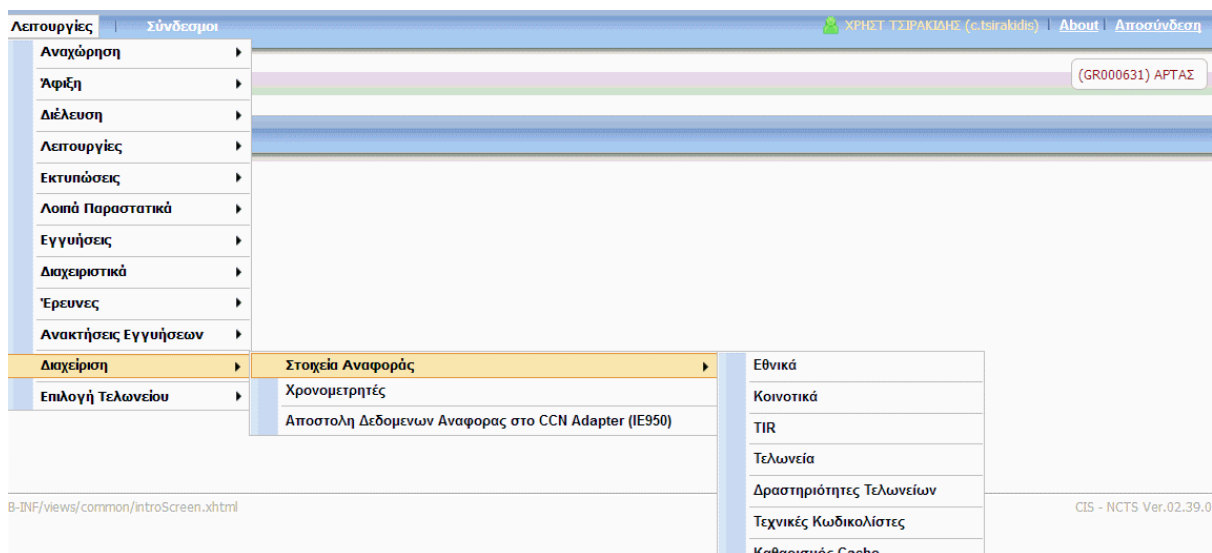 Λειτουργίες | Σύνδεσμοι ΧΡΗΣΤ ΤΣΙΡΑΚΙΔΗΣ (c.tsirakidis) | About | Αποσύνδεση
Αναχώρηση
(GR000631) ΑΡΤΑΣ
Άφιξη
Διέλευση
Λειτουργίες
Εκτυπώσεις
Λοιπά Παραστατικά
Εγγυήσεις
Διαχειριστικά
Έρευνες
Ανακτήσεις Εγγυήσεων
Διαχείριση
Επιλογή Τελωνείου
Στοιχεία Αναφοράς
Χρονομετρητές
Αποστολη Δεδομενων Αναφορας στο CCN Adapter (IE950)
Εθνικά
Κοινοτικά
TIR
Τελωνεία
Δραστηριότητες Τελωνείων
Τεχνικές Κωδικολίστες
Καθαρισμός Cache
B-INF/views/common/introScreen.xhtml
CIS - NCTS Ver.02.39.0